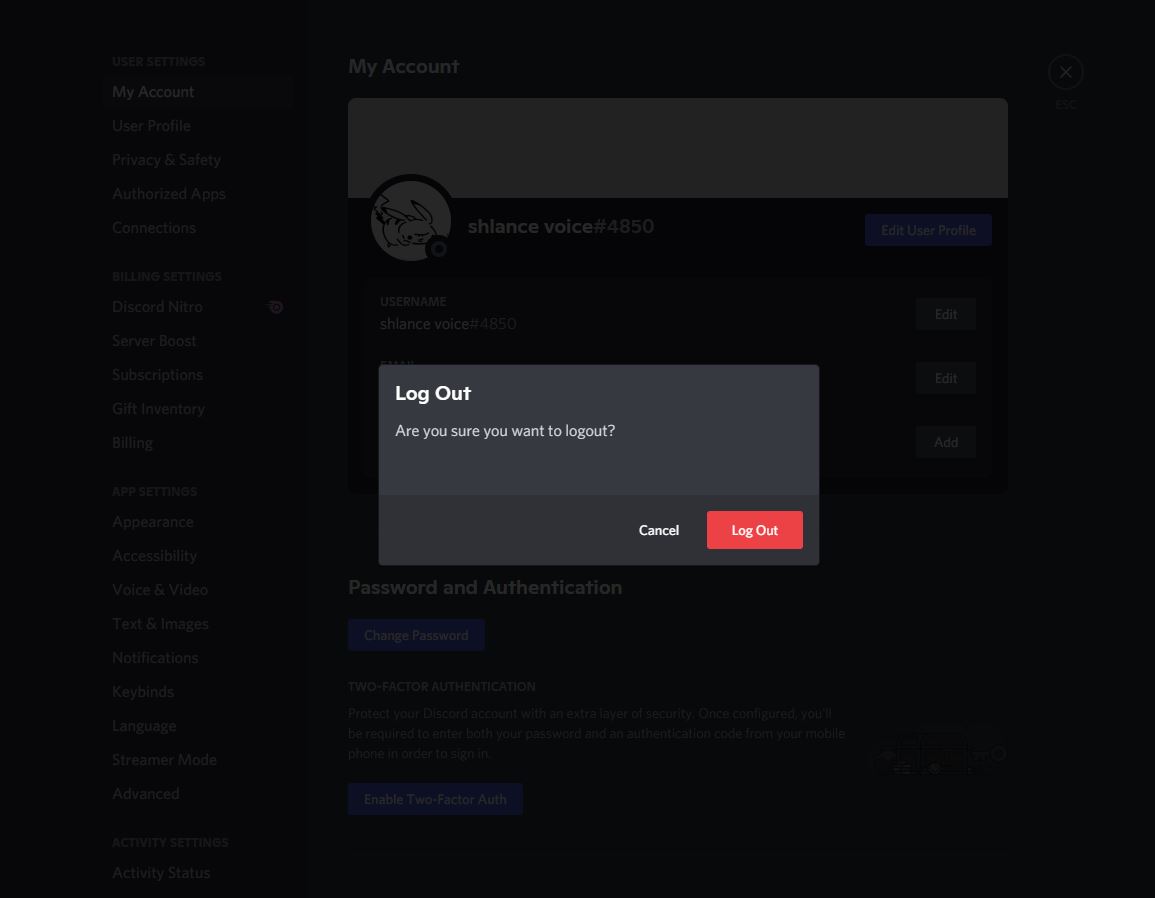 USER SETTINGS
My Account
User Profile
Privacy & Safety
Authorized Apps
Connections
BILLING SETTINGS
Discord Nitro
Server Boost
Subscriptions
Gift Inventory
Billing
APP SETTINGS
Appearance
Accessibility
Voice & Video
Text & Images
Notifications
Keybinds
Language
Streamer Mode
Advanced
ACTIVITY SETTINGS
Activity Status
My Account
ESC
shlance voice#4850
Edit User Profile
USERNAME
shlance voice#4850
Edit
EMAIL
Edit
Add
Log Out
Are you sure you want to logout?
Cancel
Log Out
Password and Authentication
Change Password
TWO-FACTOR AUTHENTICATION
Protect your Discord account with an extra layer of security. Once configured, you'll
be required to enter both your password and an authentication code from your mobile
phone in order to sign in.
Enable Two-Factor Auth